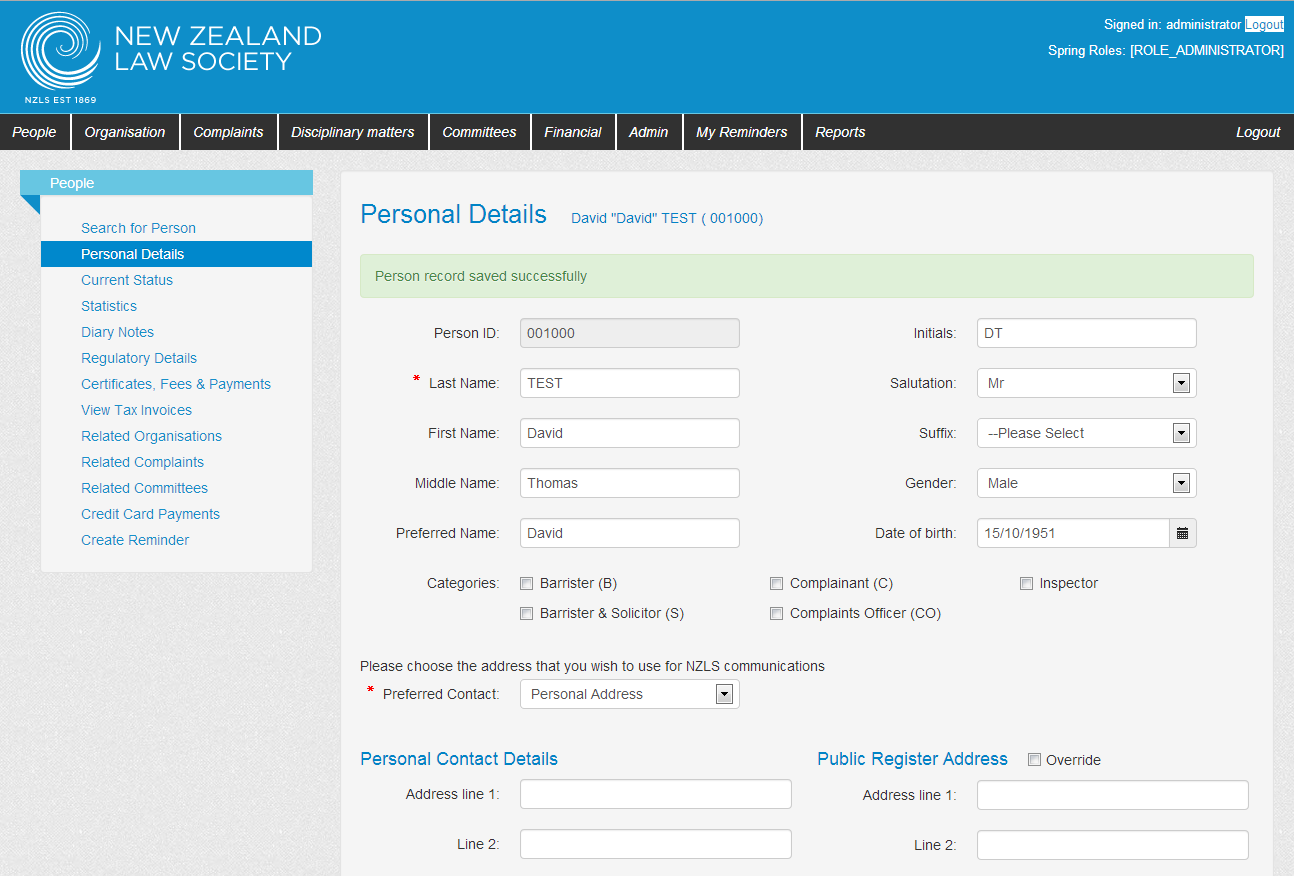 NEW ZEALAND
LAW SOCIETY
NZLS EST 1869
Signed in: administrator Logout
Spring Roles: [ROLE_ADMINISTRATOR]
People Organisation Complaints Disciplinary matters Committees Financial Admin My Reminders Reports Logout
People
Search for Person
Personal Details
Current Status
Statistics
Diary Notes
Regulatory Details
Certificates, Fees & Payments
View Tax Invoices
Related Organisations
Related Complaints
Related Committees
Credit Card Payments
Create Reminder
Personal Details David "David" TEST ( 001000)
Person record saved successfully
Person ID: 001000 Initials: DT
* Last Name: TEST Salutation: Mr
First Name: David Suffix: --Please Select
Middle Name: Thomas Gender: Male
Preferred Name: David Date of birth: 15/10/1951
Categories: Barrister (B) Complainant (C) Inspector
Barrister & Solicitor (S) Complaints Officer (CO)
Please choose the address that you wish to use for NZLS communications
* Preferred Contact: Personal Address
Personal Contact Details Public Register Address Override
Address line 1: Address line 1:
Line 2: Line 2: